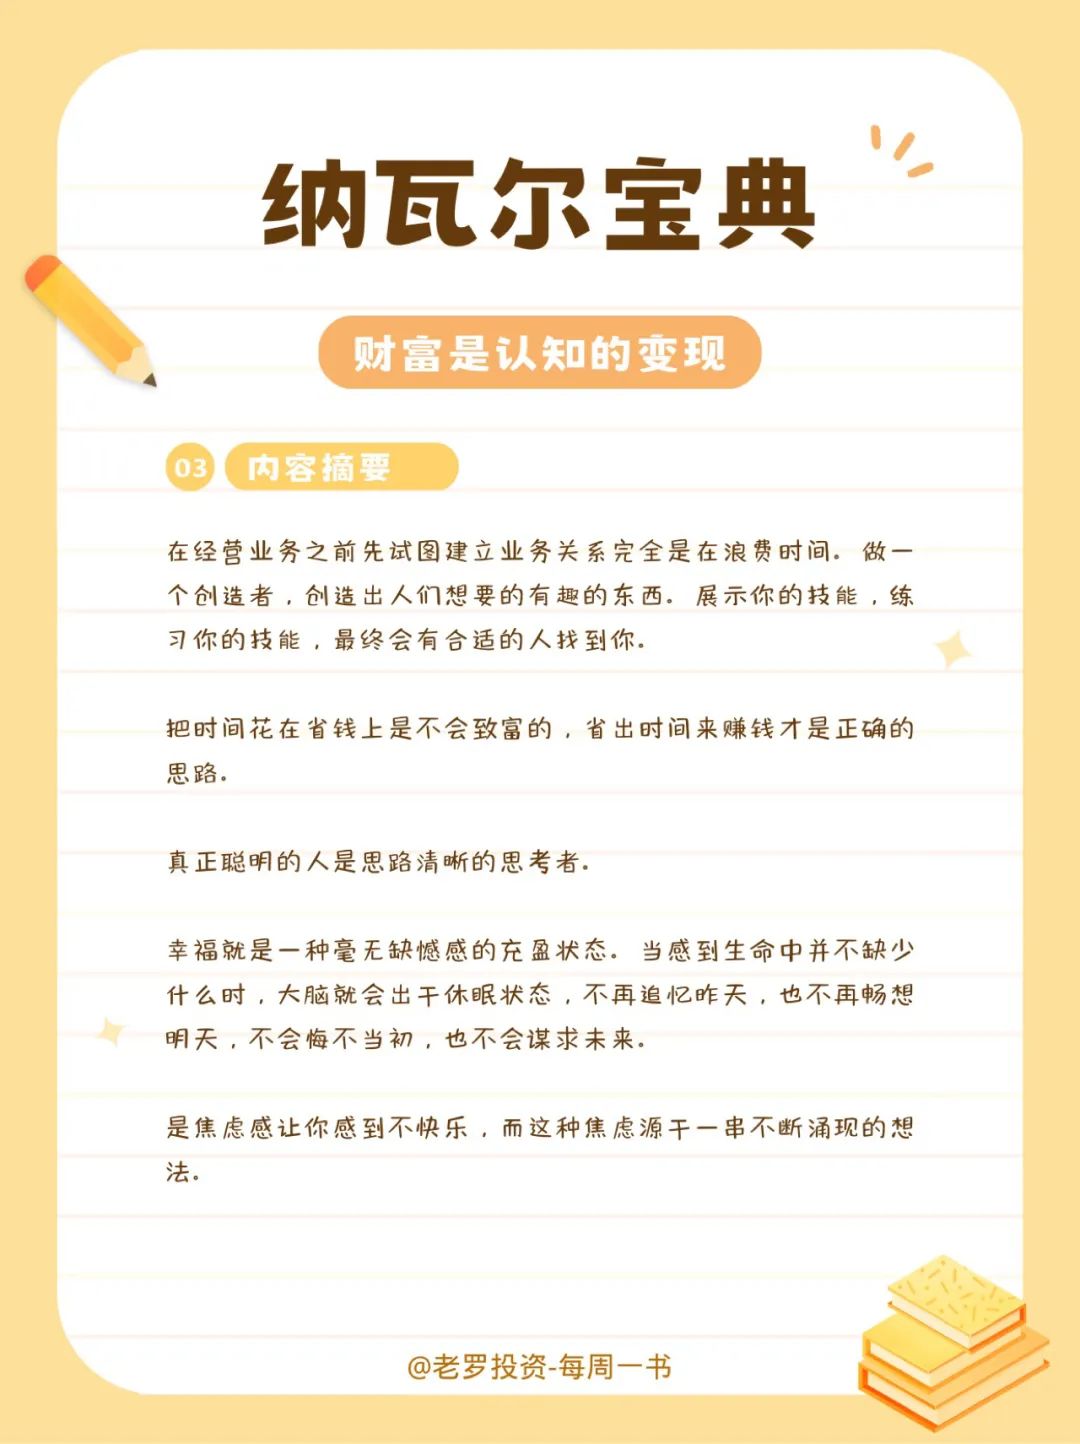 纳瓦尔宝典
财富是认知的变现
03 内容摘要
在经营业务之前先试图建立业务关系完全是在浪费时间。做一
个创造者，创造出人们想要的有趣的东西。展示你的技能，练
习你的技能，最终会有合适的人找到你。
把时间花在省钱上是不会致富的，省出时间来赚钱才是正确的
思路。
真正聪明的人是思路清晰的思考者。
幸福就是一种毫无缺憾感的充盈状态。当感到生命中并不缺少
什么时，大脑就会出于休眠状态，不再追忆昨天，也不再畅想
明天，不会悔不当初，也不会谋求未来。
是焦虑感让你感到不快乐，而这种焦虑源于一串不断涌现的想
法。
@老罗投资-每周一书